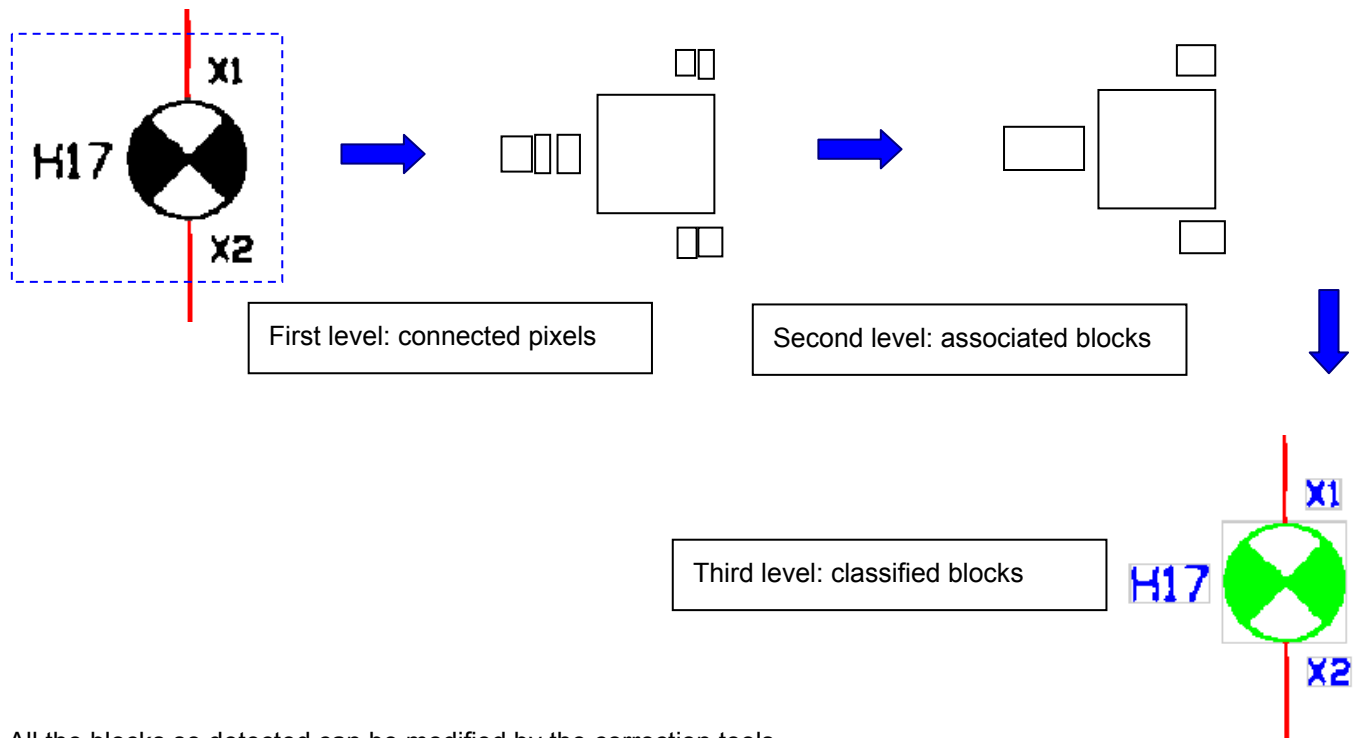 X1
H17
X2
First level: connected pixels
Second level: associated blocks
X1
Third level: classified blocks
H17
X2
All the blocks so detected can be modified by the correction tools